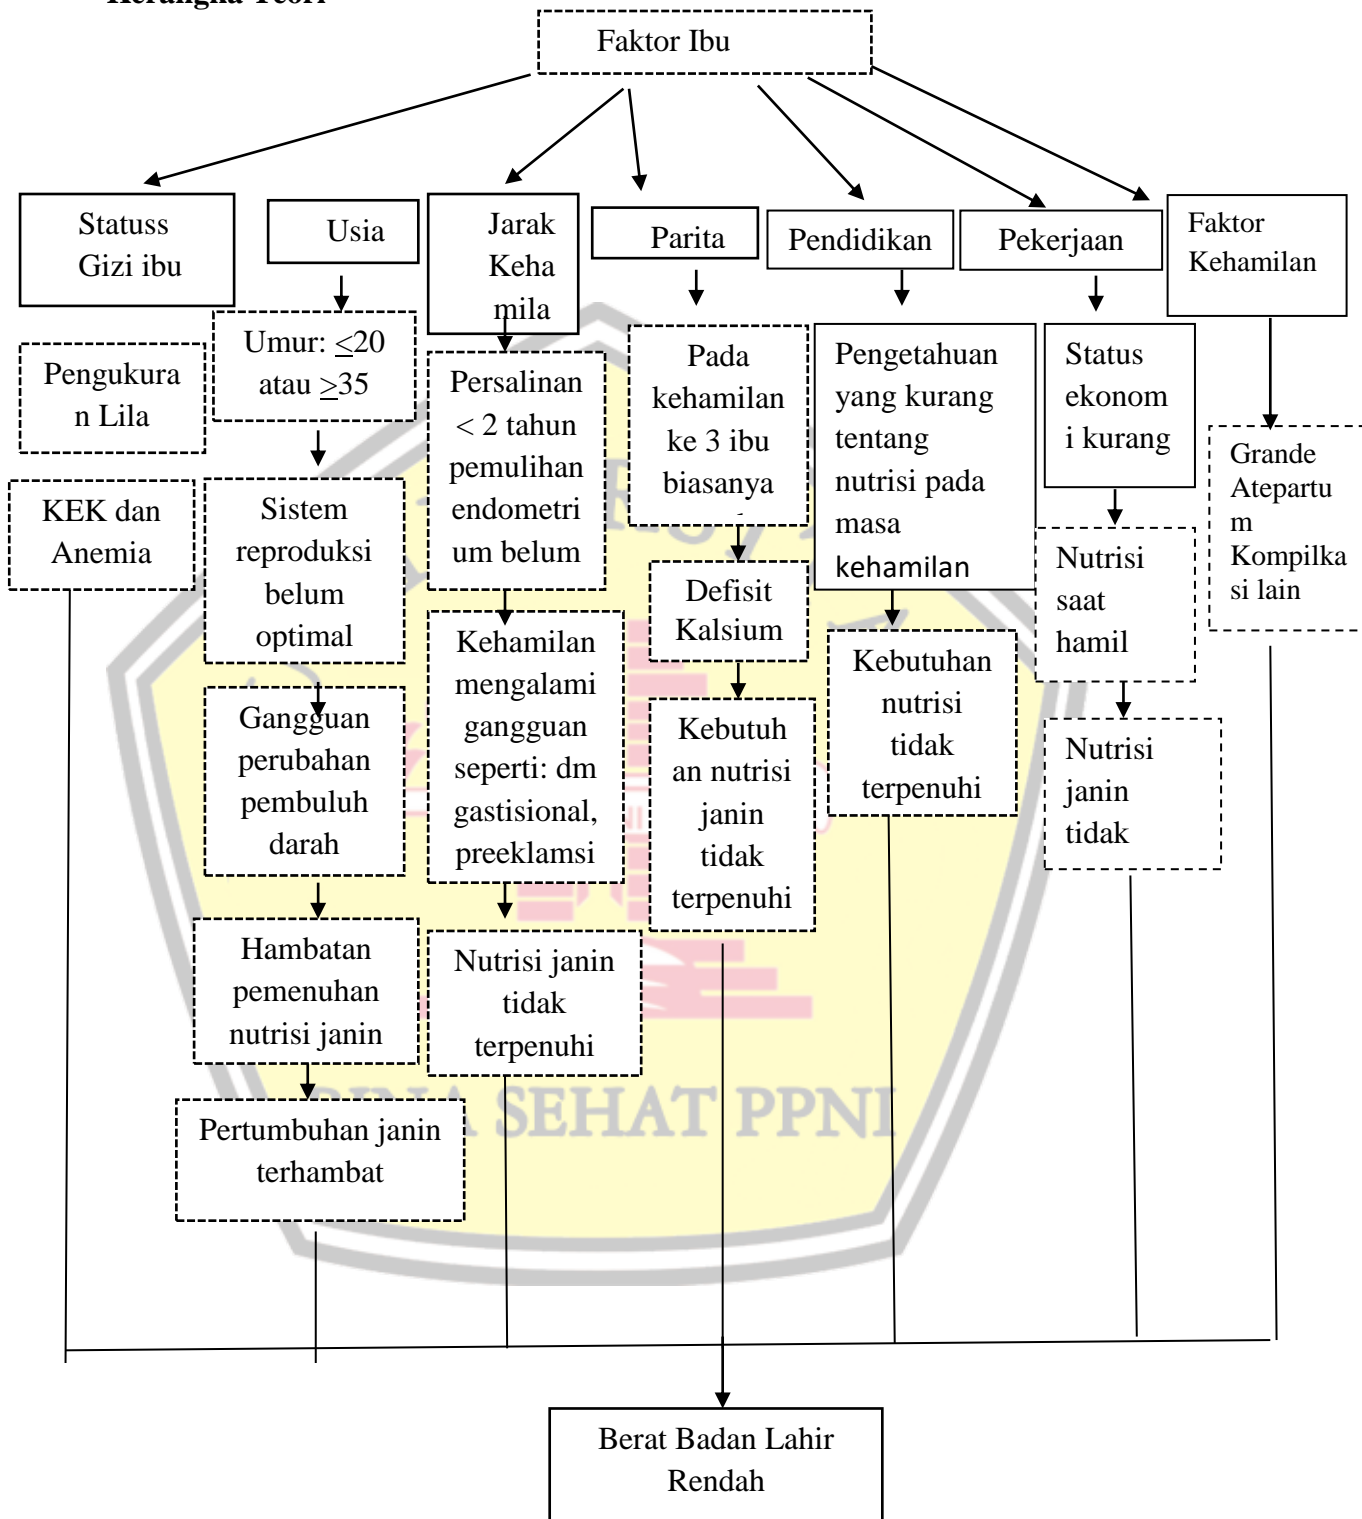 Kerangka Teori
Faktor Ibu
Statuss
Gizi ibu
Usia
Jarak
Keha
mila
Parita
Pendidikan
Pekerjaan
Faktor
Kehamilan
Pengukura
n Lila
Umur: ≤20
atau ≥35
Persalinan
< 2 tahun
pemulihan
endometri
um belum
Pada
kehamilan
ke 3 ibu
biasanya
Pengetahuan
yang kurang
tentang
nutrisi pada
masa
kehamilan
Status
ekonom
i kurang
Grande
Atepartu
m
Kompilka
si lain
KEK dan
Anemia
Sistem
reproduksi
belum
optimal
Defisit
Kalsium
Nutrisi
saat
hamil
Kehamilan
mengalami
gangguan
seperti: dm
gastisional,
preeklamsi
Kebutuhan
nutrisi
tidak
terpenuhi
Gangguan
perubahan
pembuluh
darah
Kebutuh
an nutrisi
janin
tidak
terpenuhi
Nutrisi
janin
tidak
Hambatan
pemenuhan
nutrisi janin
Nutrisi janin
tidak
terpenuhi
Pertumbuhan janin
terhambat
BINA SEHAT PPNI
Berat Badan Lahir
Rendah